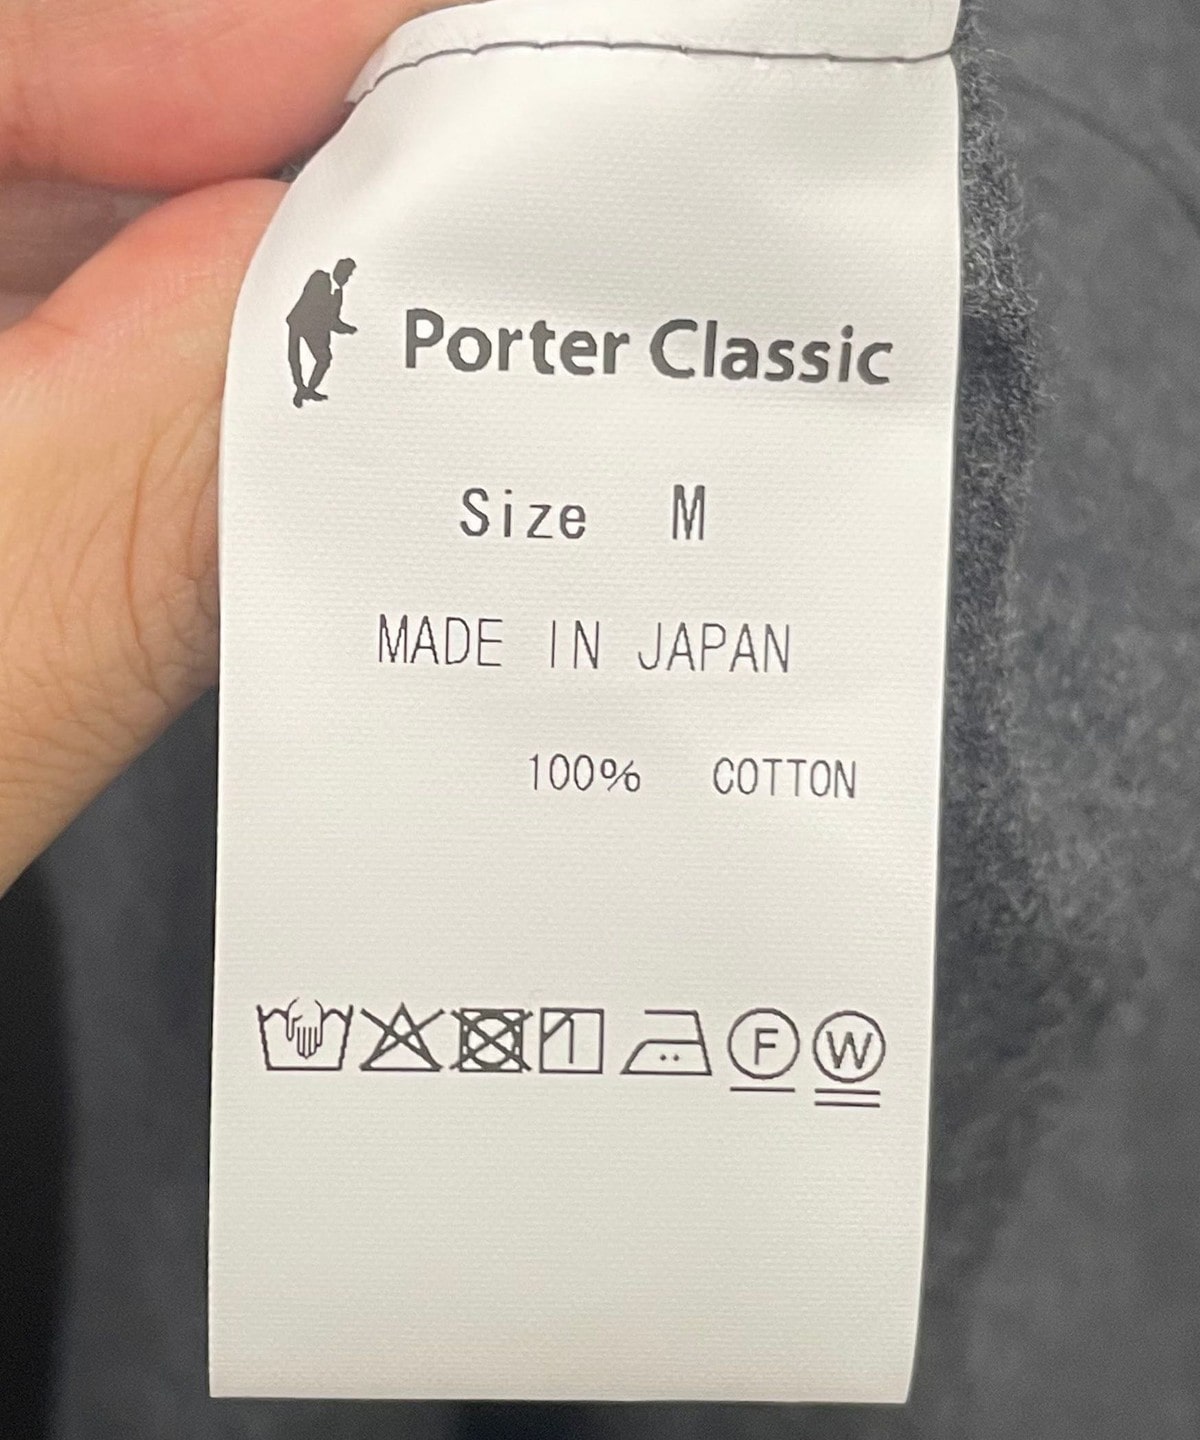 Porter Classic
Size M
MADE IN JAPAN
100% COTTON
F W